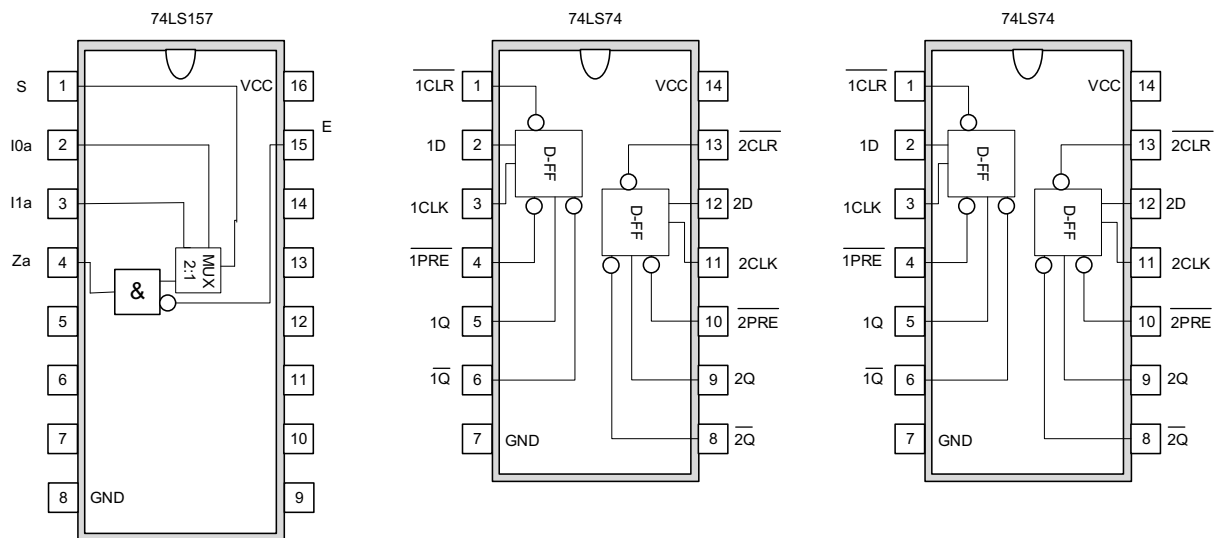 74LS157
S 1
I0a 2
I1a 3
Za 4
5
6
7
8 GND
VCC 16
E
15
14
13
12
11
10
9
MUX
2:1
&
74LS74
1CLR 1
1D 2
1CLK 3
1PRE 4
1Q 5
1Q 6
7 GND
VCC 14
13 2CLR
12 2D
11 2CLK
10 2PRE
9 2Q
8 2Q
D-FF
D-FF
74LS74
1CLR 1
1D 2
1CLK 3
1PRE 4
1Q 5
1Q 6
7 GND
VCC 14
13 2CLR
12 2D
11 2CLK
10 2PRE
9 2Q
8 2Q
D-FF
D-FF